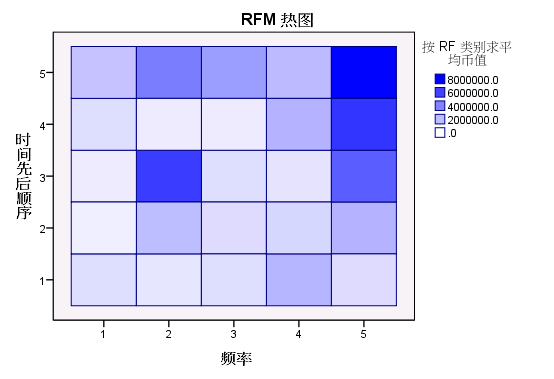 RFM 热图
按 RF 类别求平
均币值
8000000.0
6000000.0
4000000.0
2000000.0
.0
时间先后顺序
5
4
3
2
1
1 2 3 4 5
频率